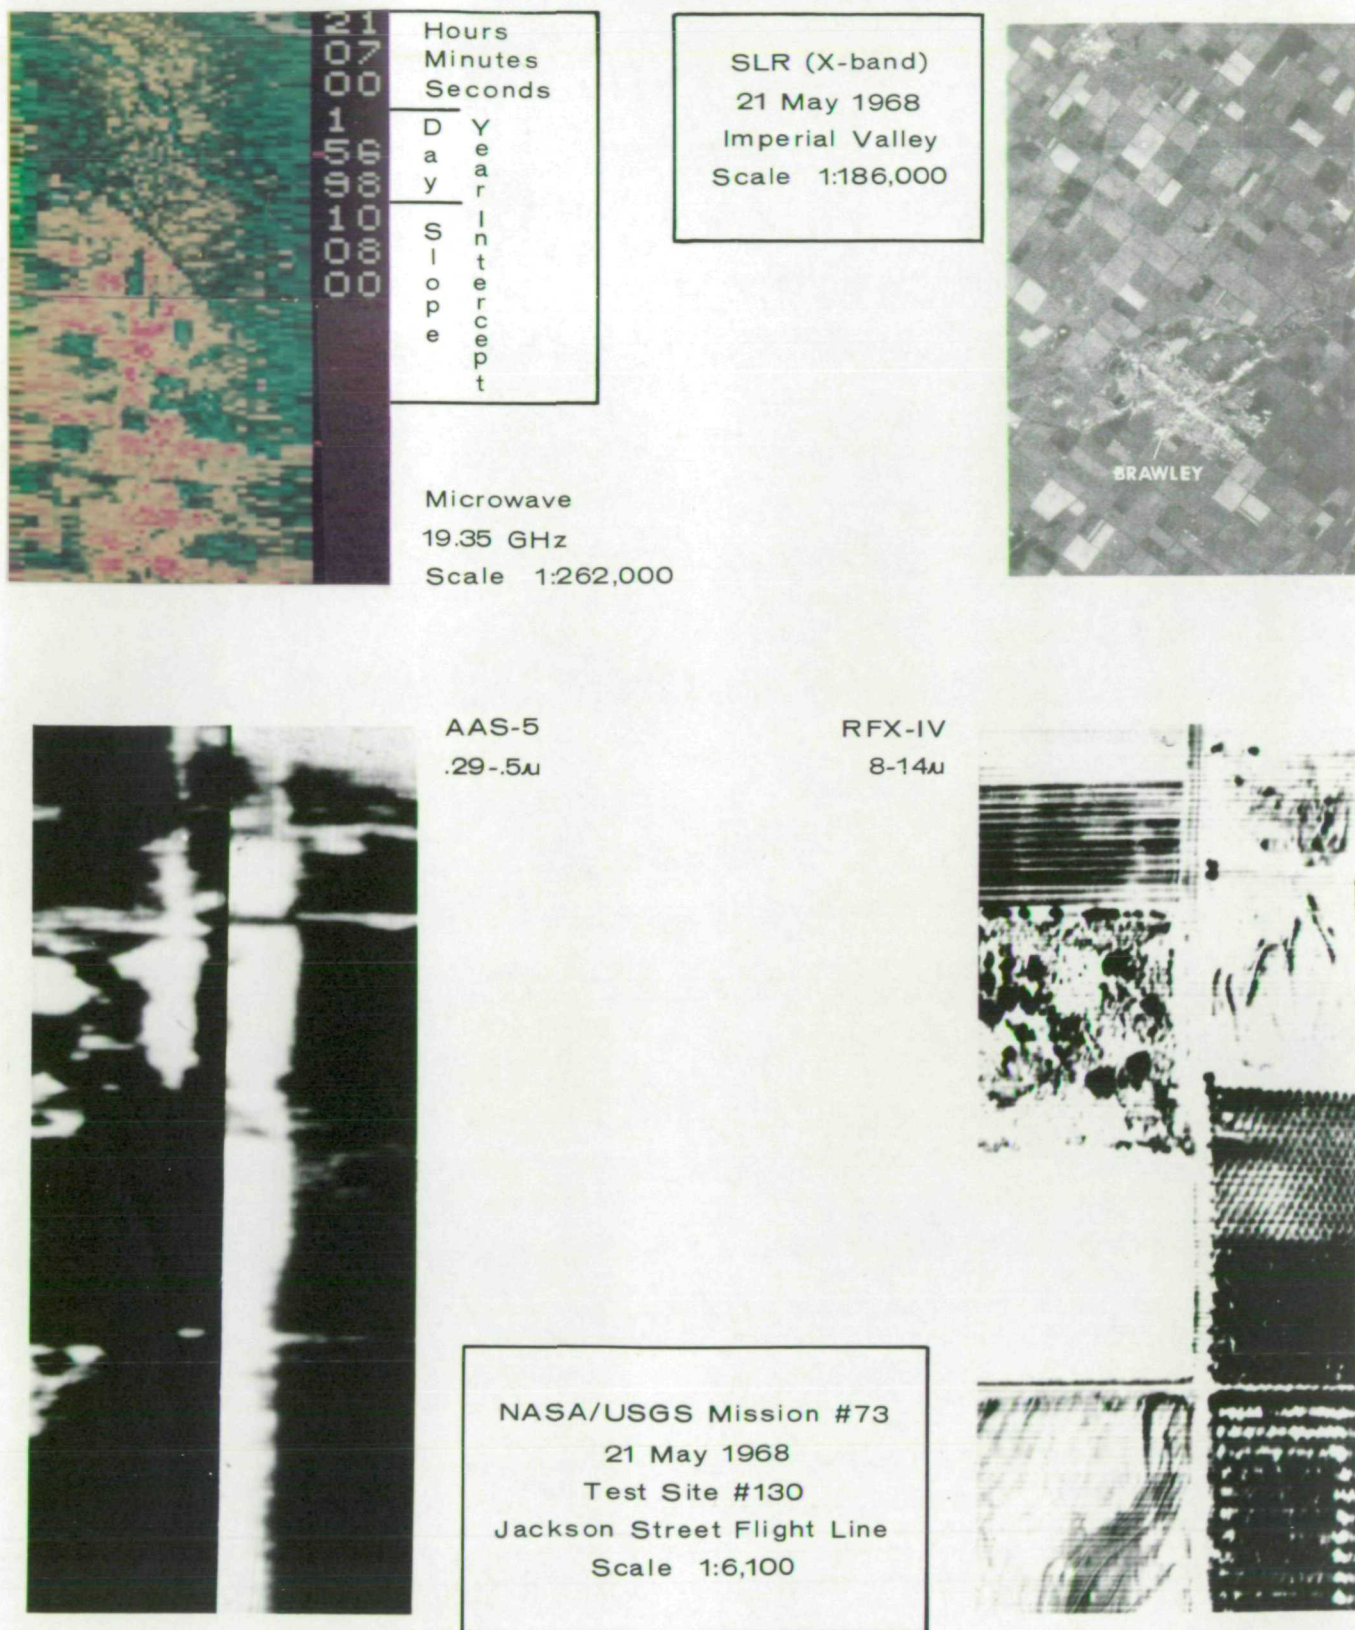 21
07
00
1
56
98
10
08
00
Hours
Minutes
Seconds
Day
Year
Slope
Intercept
Microwave
19.35 GHz
Scale 1:262,000
SLR (X-band)
21 May 1968
Imperial Valley
Scale 1:186,000
BRAWLEY
AAS-5
.29-.5µ
RFX-IV
8-14µ
NASA/USGS Mission #73
21 May 1968
Test Site #130
Jackson Street Flight Line
Scale 1:6,100